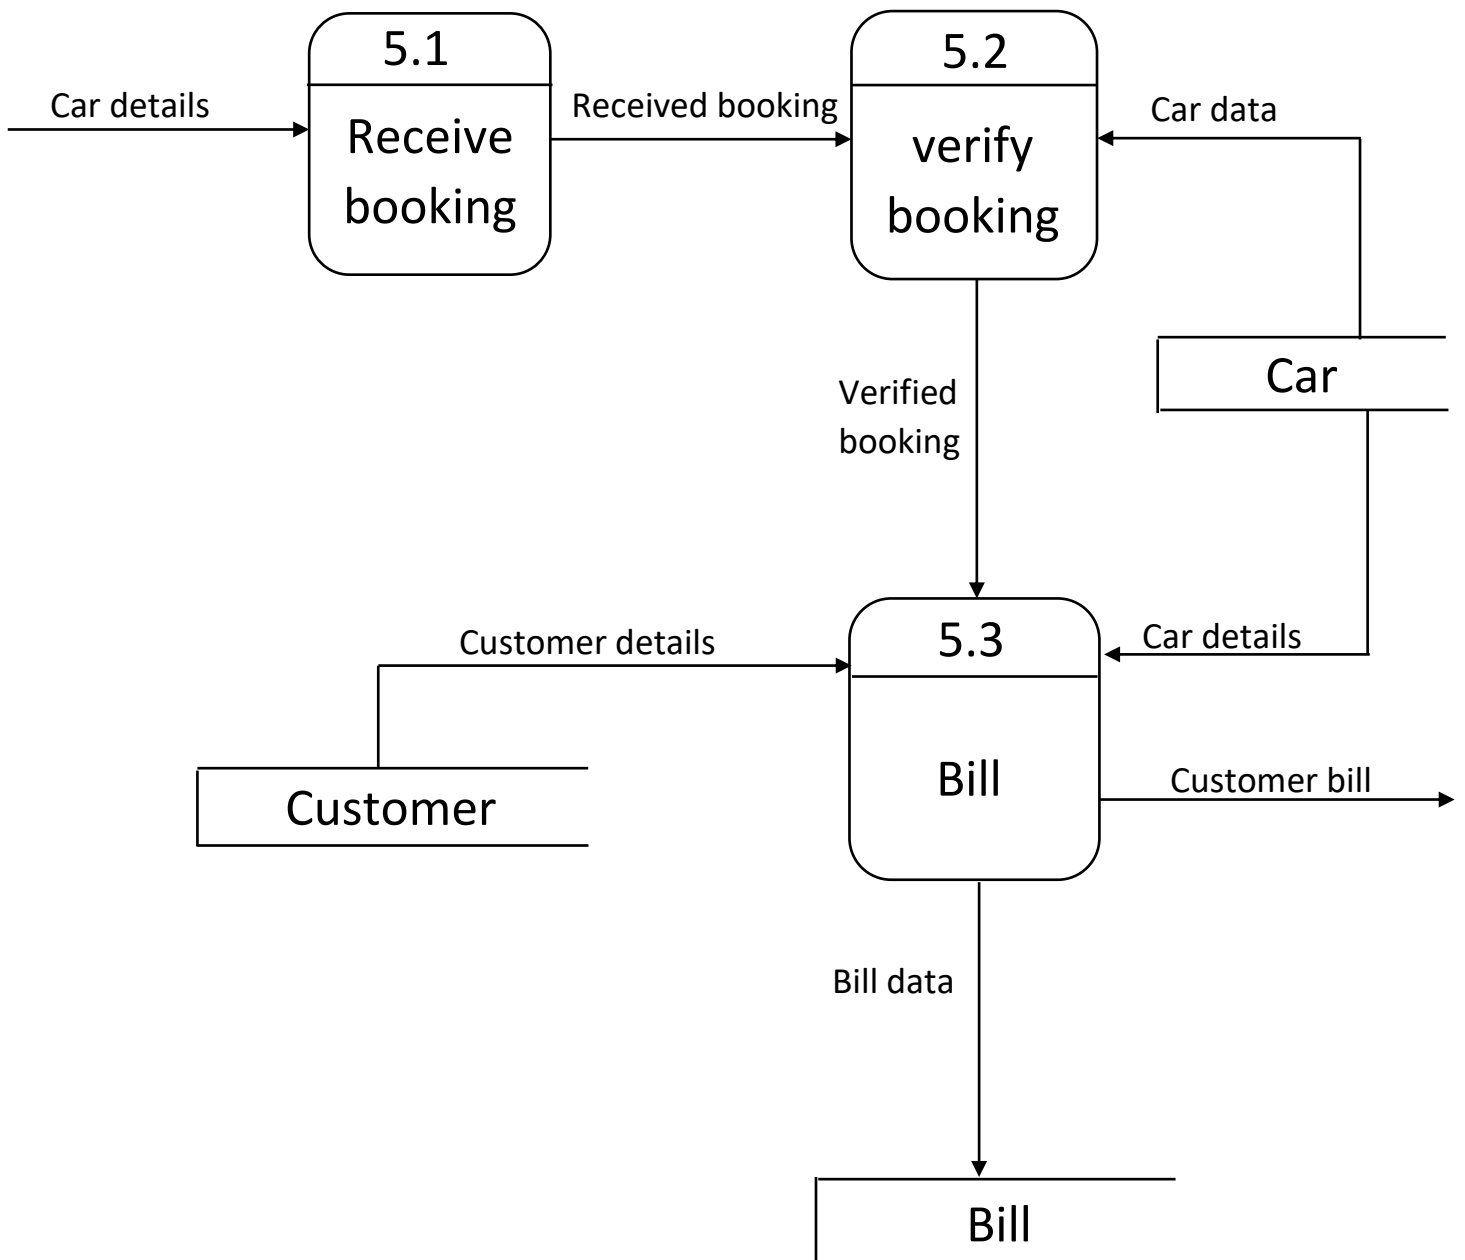 5.1
5.2
Car details
Received booking
Car data
Receive
booking
verify
booking
Car
Verified
booking
5.3
Customer details
Car details
Bill
Customer bill
Customer
Bill data
Bill